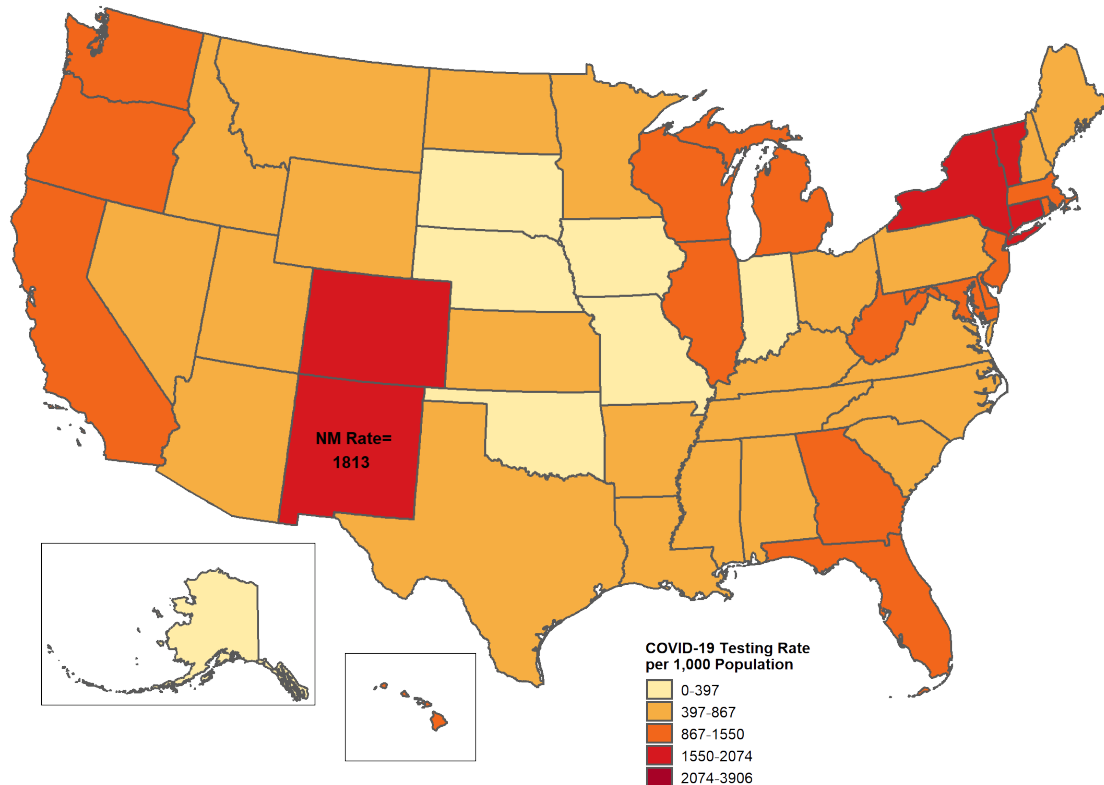 NM Rate=
1813
COVID-19 Testing Rate
per 1,000 Population
0-397
397-867
867-1550
1550-2074
2074-3906